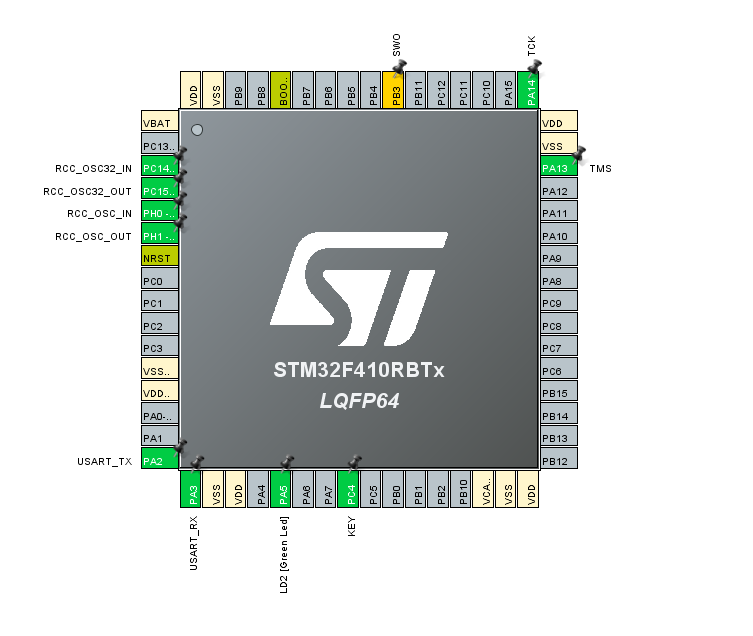 SWO
TCK
VDD
VSS
PB9
PB8
BOO..
PB7
PB6
PB5
PB4
PB3
PB11
PC12
PC11
PC10
PA15
PA14
VBAT
PC13..
RCC_OSC32_IN PC14..
RCC_OSC32_OUT PC15..
RCC_OSC_IN PH0 -..
RCC_OSC_OUT PH1 -..
NRST
PC0
PC1
PC2
PC3
VSS..
VDD..
PA0-..
PA1
USART_TX PA2
VDD
VSS
PA13 TMS
PA12
PA11
PA10
PA9
PA8
PC9
PC8
PC7
PC6
PB15
PB14
PB13
PB12
ST
STM32F410RBTx
LQFP64
PA3
VSS
VDD
PA4
PA5
PA6
PA7
PC4
PC5
PB0
PB1
PB2
PB10
VCA..
VSS
VDD
USART_RX
LD2 [Green Led]
KEY